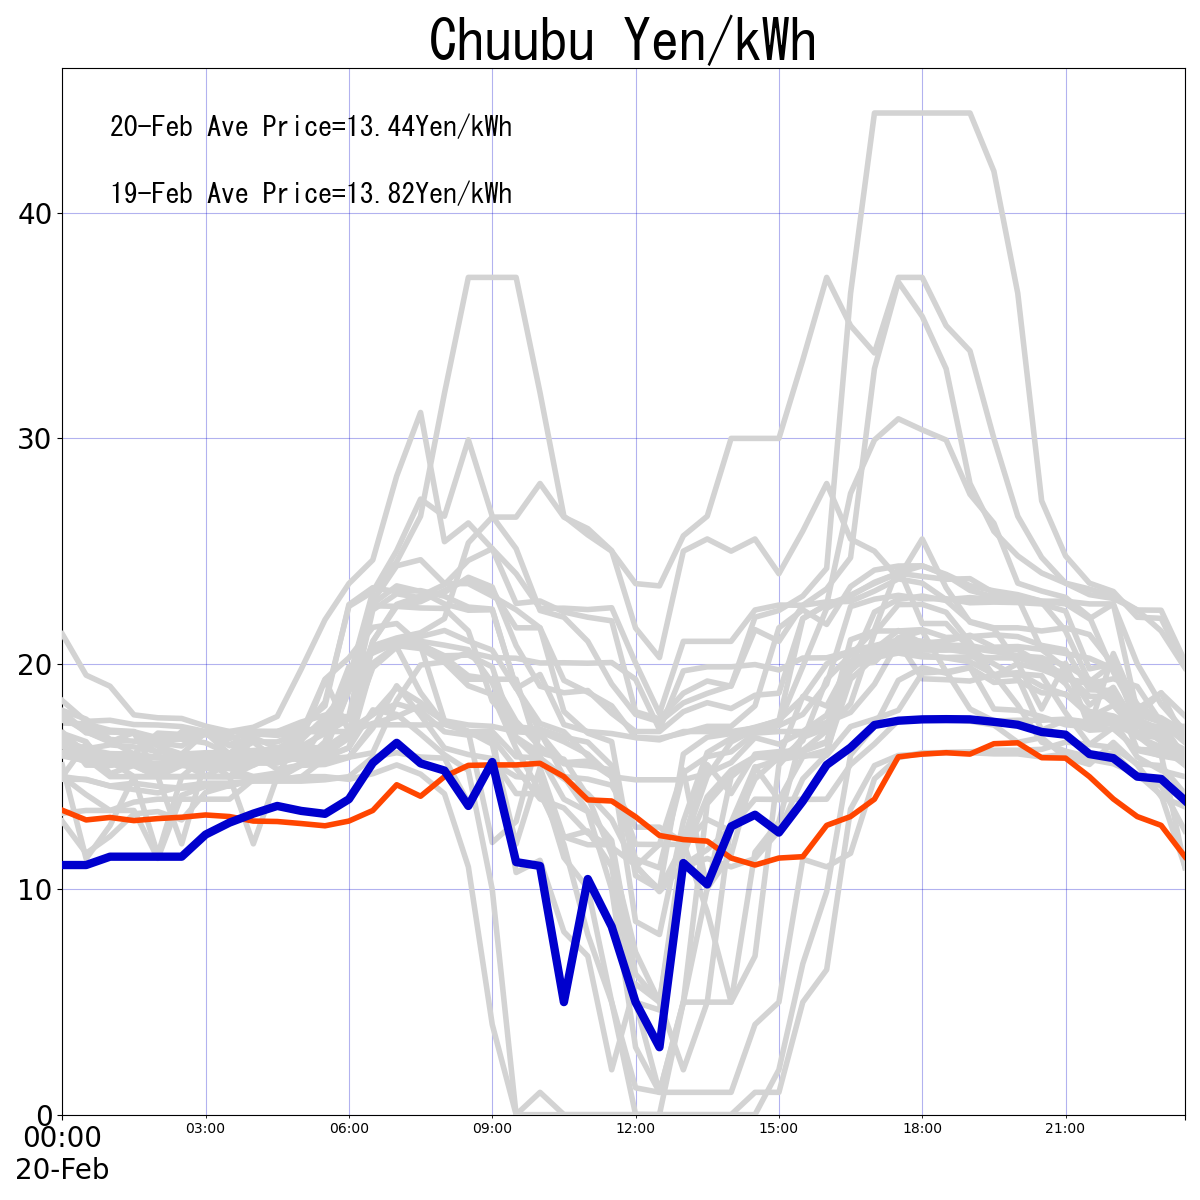 Chuubu Yen/kWh
20-Feb Ave Price=13.44Yen/kWh
19-Feb Ave Price=13.82Yen/kWh
40
30
20
10
0
00:00 03:00 06:00 09:00 12:00 15:00 18:00 21:00
20-Feb